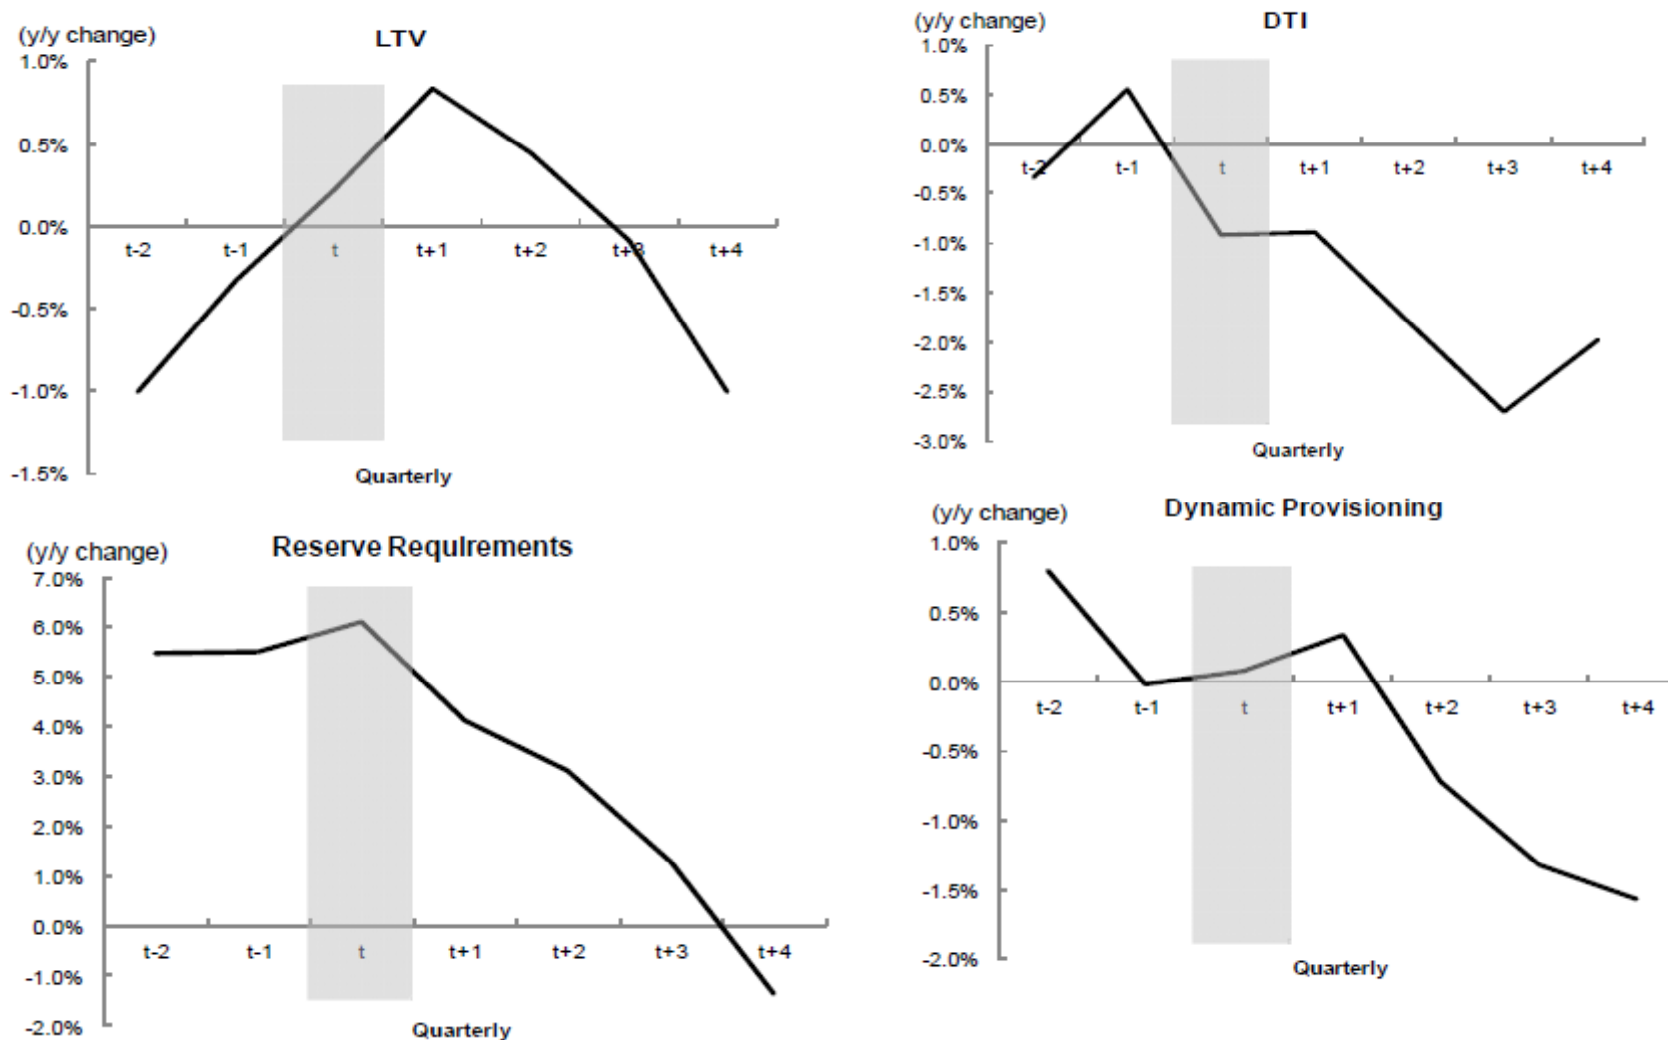 (y/y change)
LTV
1.0%
0.5%
0.0%
-0.5%
-1.0%
-1.5%
t-2 t-1 t t+1 t+2 t+3 t+4
Quarterly
(y/y change)
DTI
1.0%
0.5%
0.0%
-0.5%
-1.0%
-1.5%
-2.0%
-2.5%
-3.0%
t-2 t-1 t t+1 t+2 t+3 t+4
Quarterly
(y/y change)
Reserve Requirements
7.0%
6.0%
5.0%
4.0%
3.0%
2.0%
1.0%
0.0%
-1.0%
-2.0%
t-2 t-1 t t+1 t+2 t+3 t+4
Quarterly
(y/y change)
Dynamic Provisioning
1.0%
0.5%
0.0%
-0.5%
-1.0%
-1.5%
-2.0%
t-2 t-1 t t+1 t+2 t+3 t+4
Quarterly